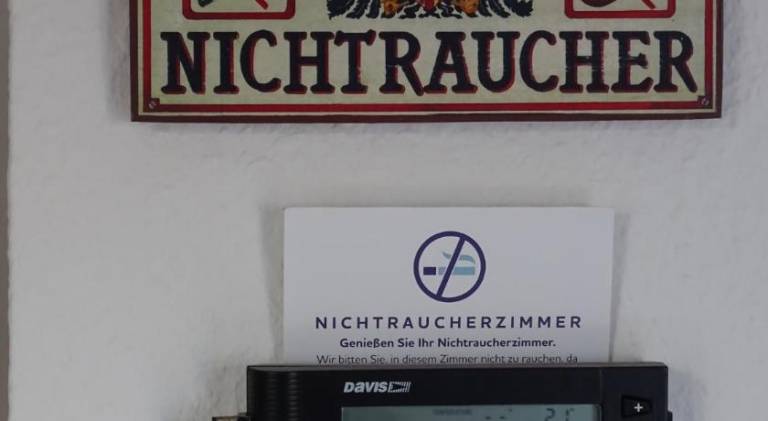 NICHTRAUCHER
NICHTRAUCHERZIMMER
Genießen Sie Ihr Nichtraucherzimmer.
Wir bitten Sie, in diesem Zimmer nicht zu rauchen, da
DAVIS
+